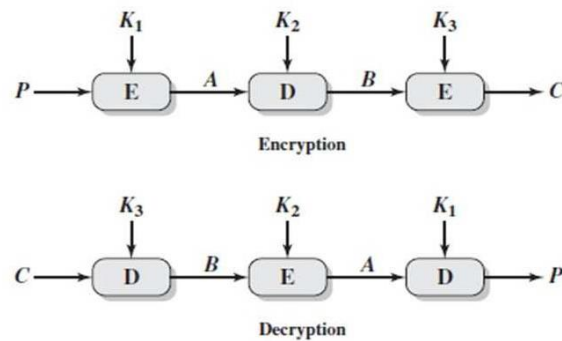 K1 K2 K3
P E A D B E C
Encryption
K3 K2 K1
C D B E A D P
Decryption